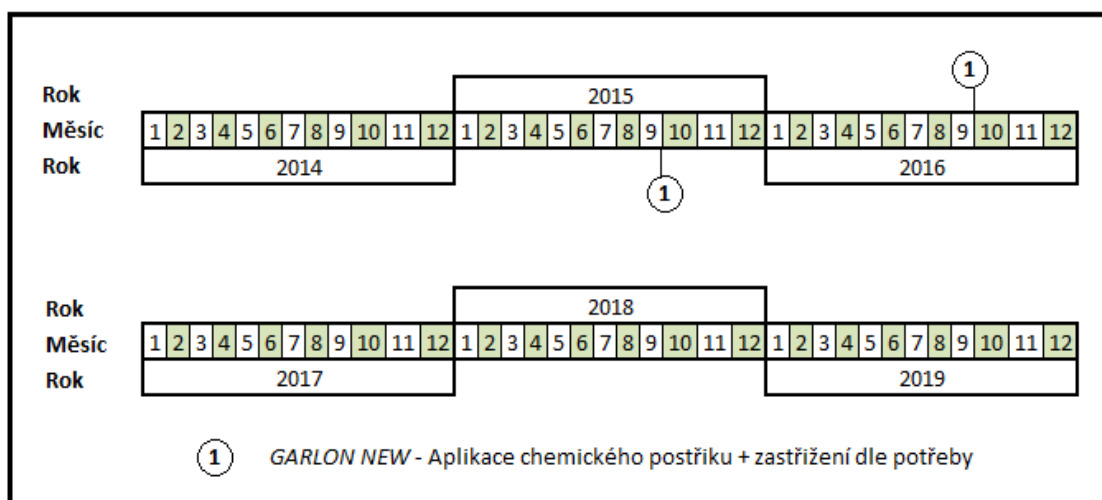 1
Rok 2015
Měsíc 1 2 3 4 5 6 7 8 9 10 11 12 1 2 3 4 5 6 7 8 9 10 11 12 1 2 3 4 5 6 7 8 9 10 11 12
Rok 2014 2016
1
Rok 2018
Měsíc 1 2 3 4 5 6 7 8 9 10 11 12 1 2 3 4 5 6 7 8 9 10 11 12 1 2 3 4 5 6 7 8 9 10 11 12
Rok 2017 2019
1 GARLON NEW - Aplikace chemického postřiku + zastřižení dle potřeby